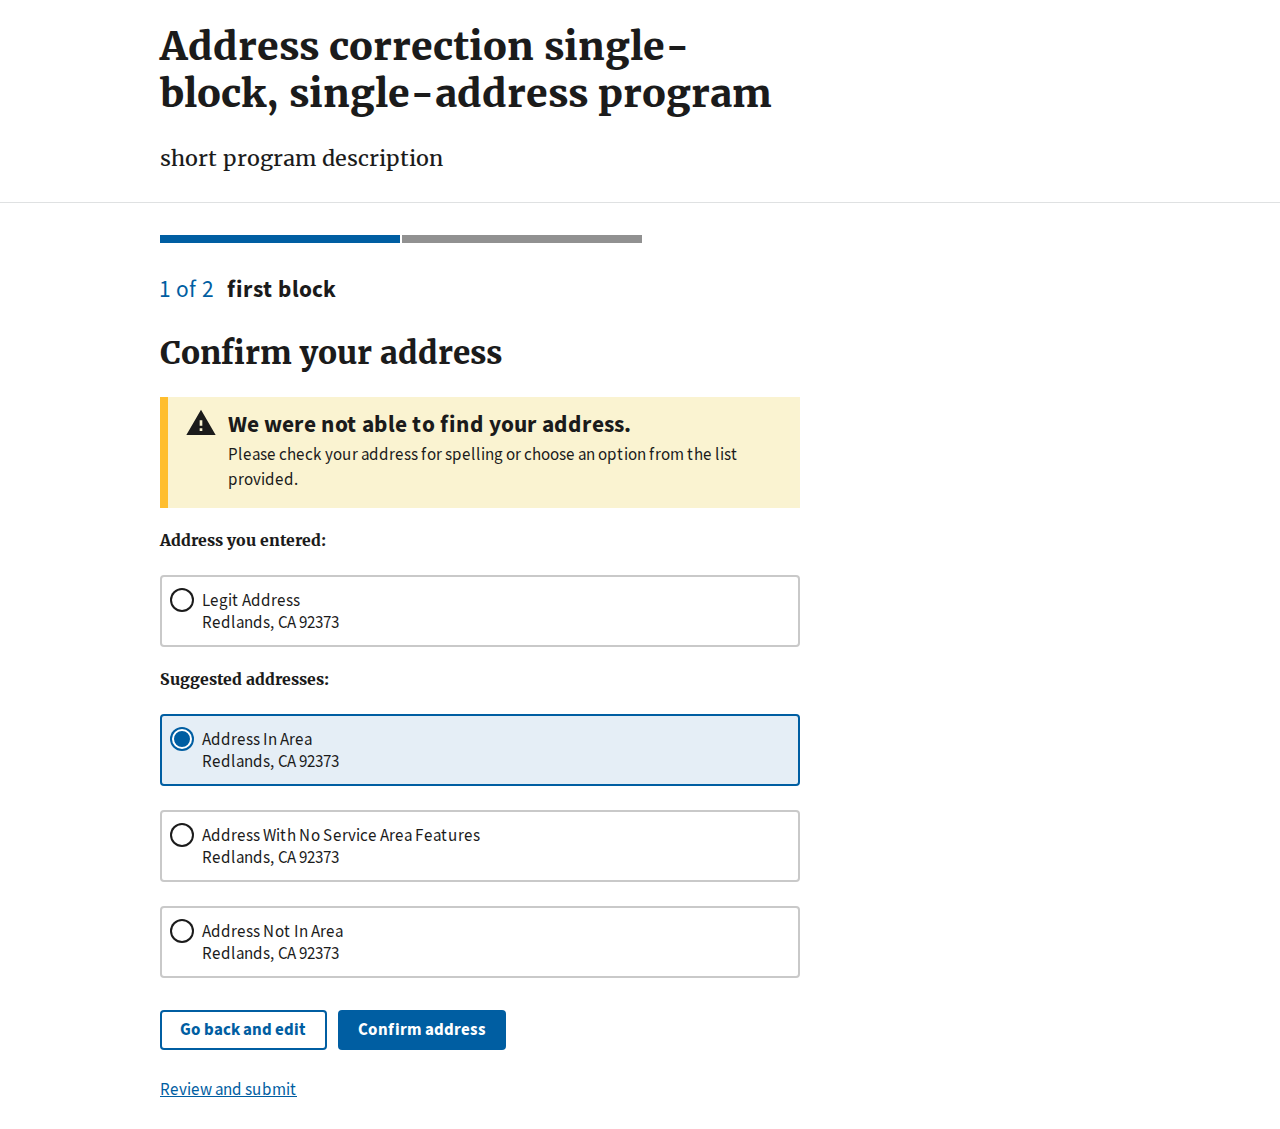 Address correction single-
block, single-address program
short program description
1 of 2 first block
Confirm your address
We were not able to find your address.
Please check your address for spelling or choose an option from the list
provided.
Address you entered:
Legit Address
Redlands, CA 92373
Suggested addresses:
Address In Area
Redlands, CA 92373
Address With No Service Area Features
Redlands, CA 92373
Address Not In Area
Redlands, CA 92373
Go back and edit Confirm address
Review and submit